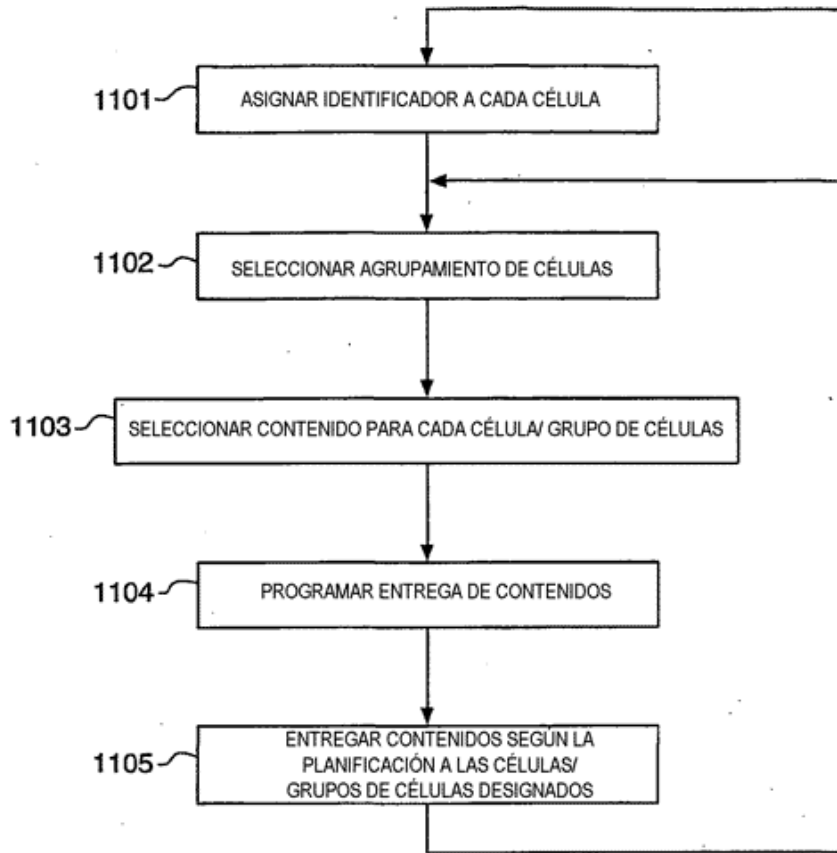 1101
ASIGNAR IDENTIFICADOR A CADA CÉLULA
1102
SELECCIONAR AGRUPAMIENTO DE CÉLULAS
1103
SELECCIONAR CONTENIDO PARA CADA CÉLULA/ GRUPO DE CÉLULAS
1104
PROGRAMAR ENTREGA DE CONTENIDOS
1105
ENTREGAR CONTENIDOS SEGÚN LA
PLANIFICACIÓN A LAS CÉLULAS/
GRUPOS DE CÉLULAS DESIGNADOS